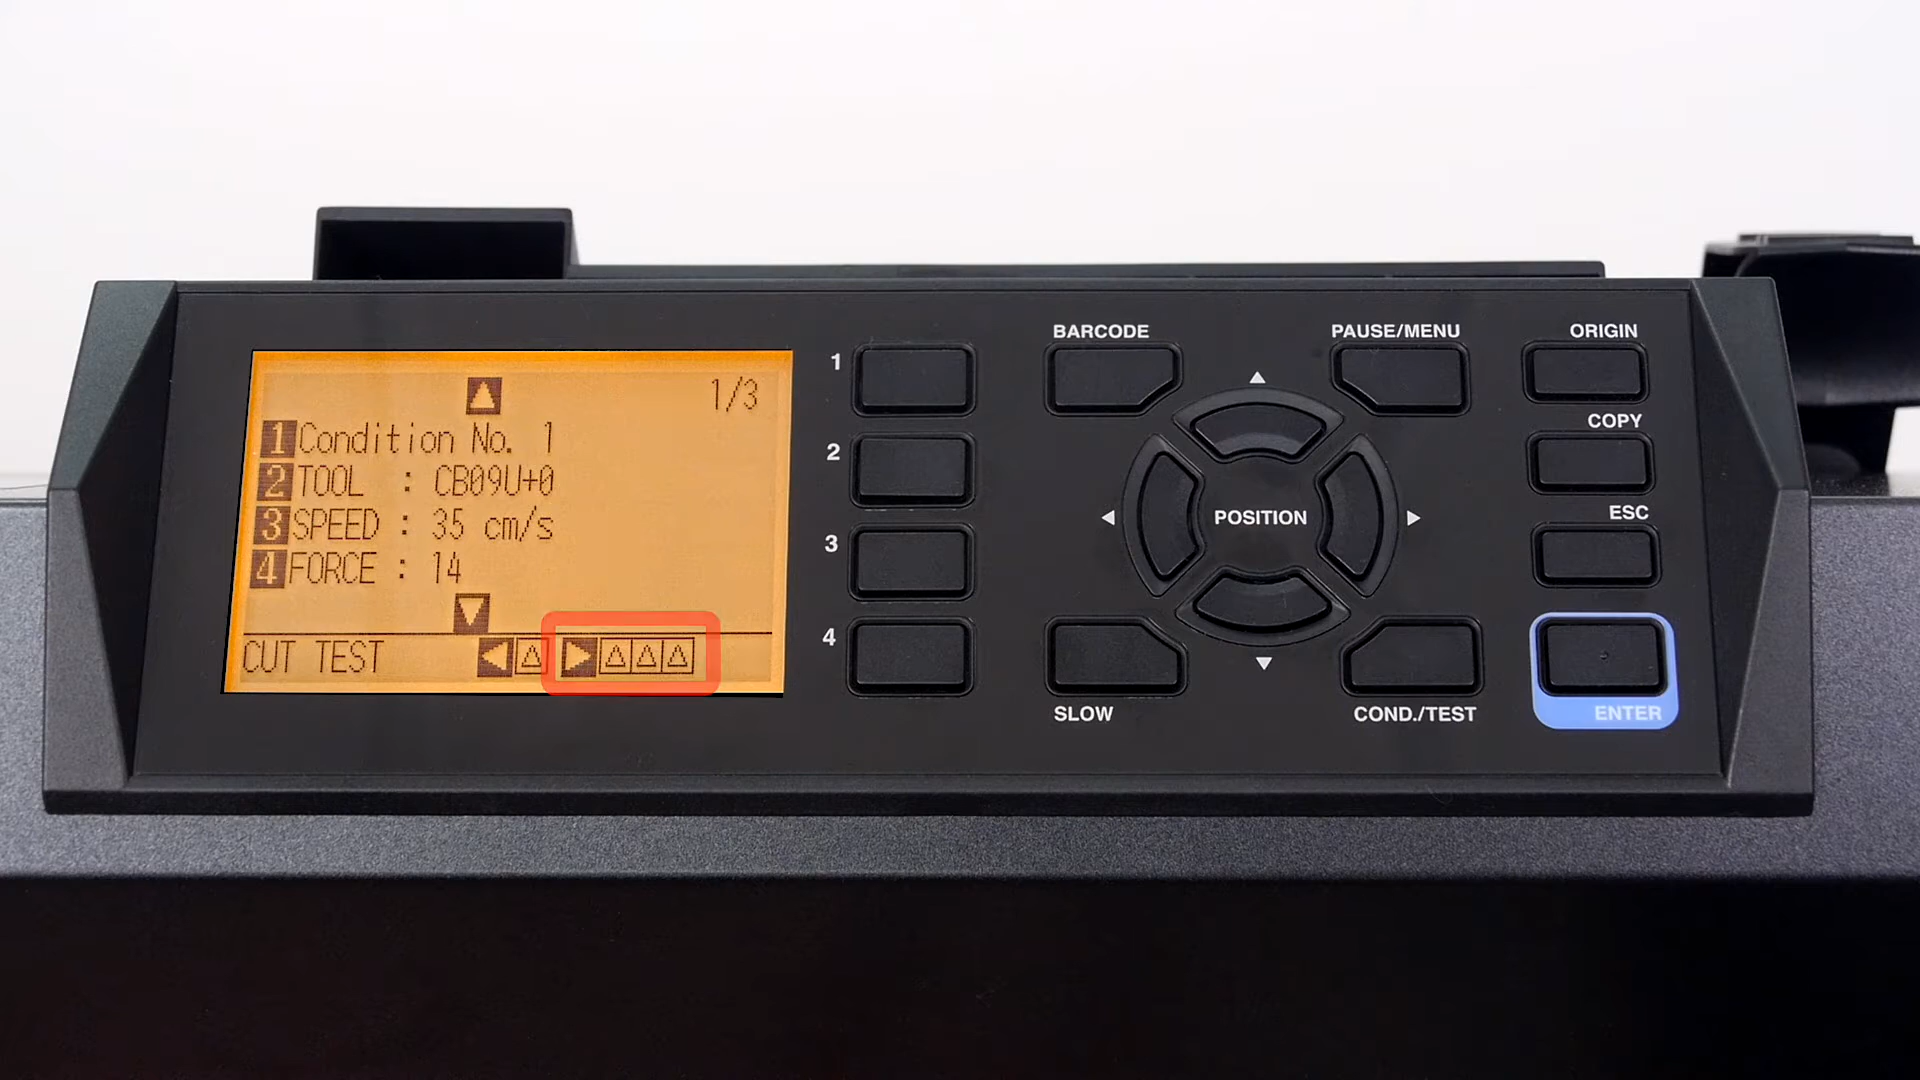 1/3
1 Condition No. 1
2 TOOL : CB09U+0
3 SPEED : 35 cm/s
4 FORCE : 14
CUT TEST
1
2
3
4
BARCODE
PAUSE/MENU
ORIGIN
COPY
POSITION
ESC
SLOW
COND./TEST
ENTER